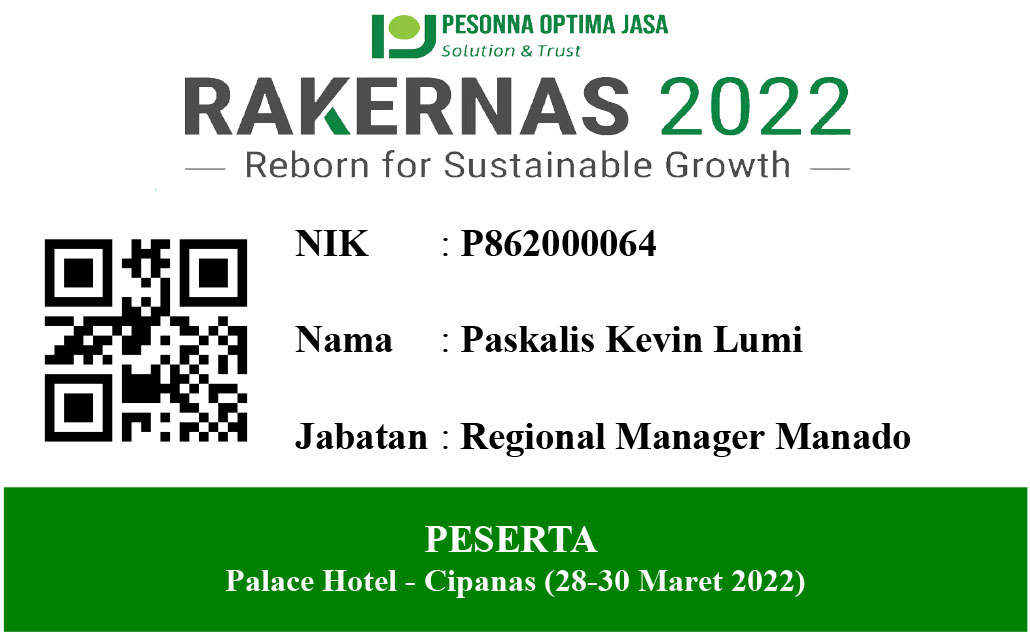 PESONNA OPTIMA JASA
Solution & Trust
RAKERNAS 2022
Reborn for Sustainable Growth
NIK : P862000064
Nama : Paskalis Kevin Lumi
Jabatan : Regional Manager Manado
PESERTA
Palace Hotel - Cipanas (28-30 Maret 2022)